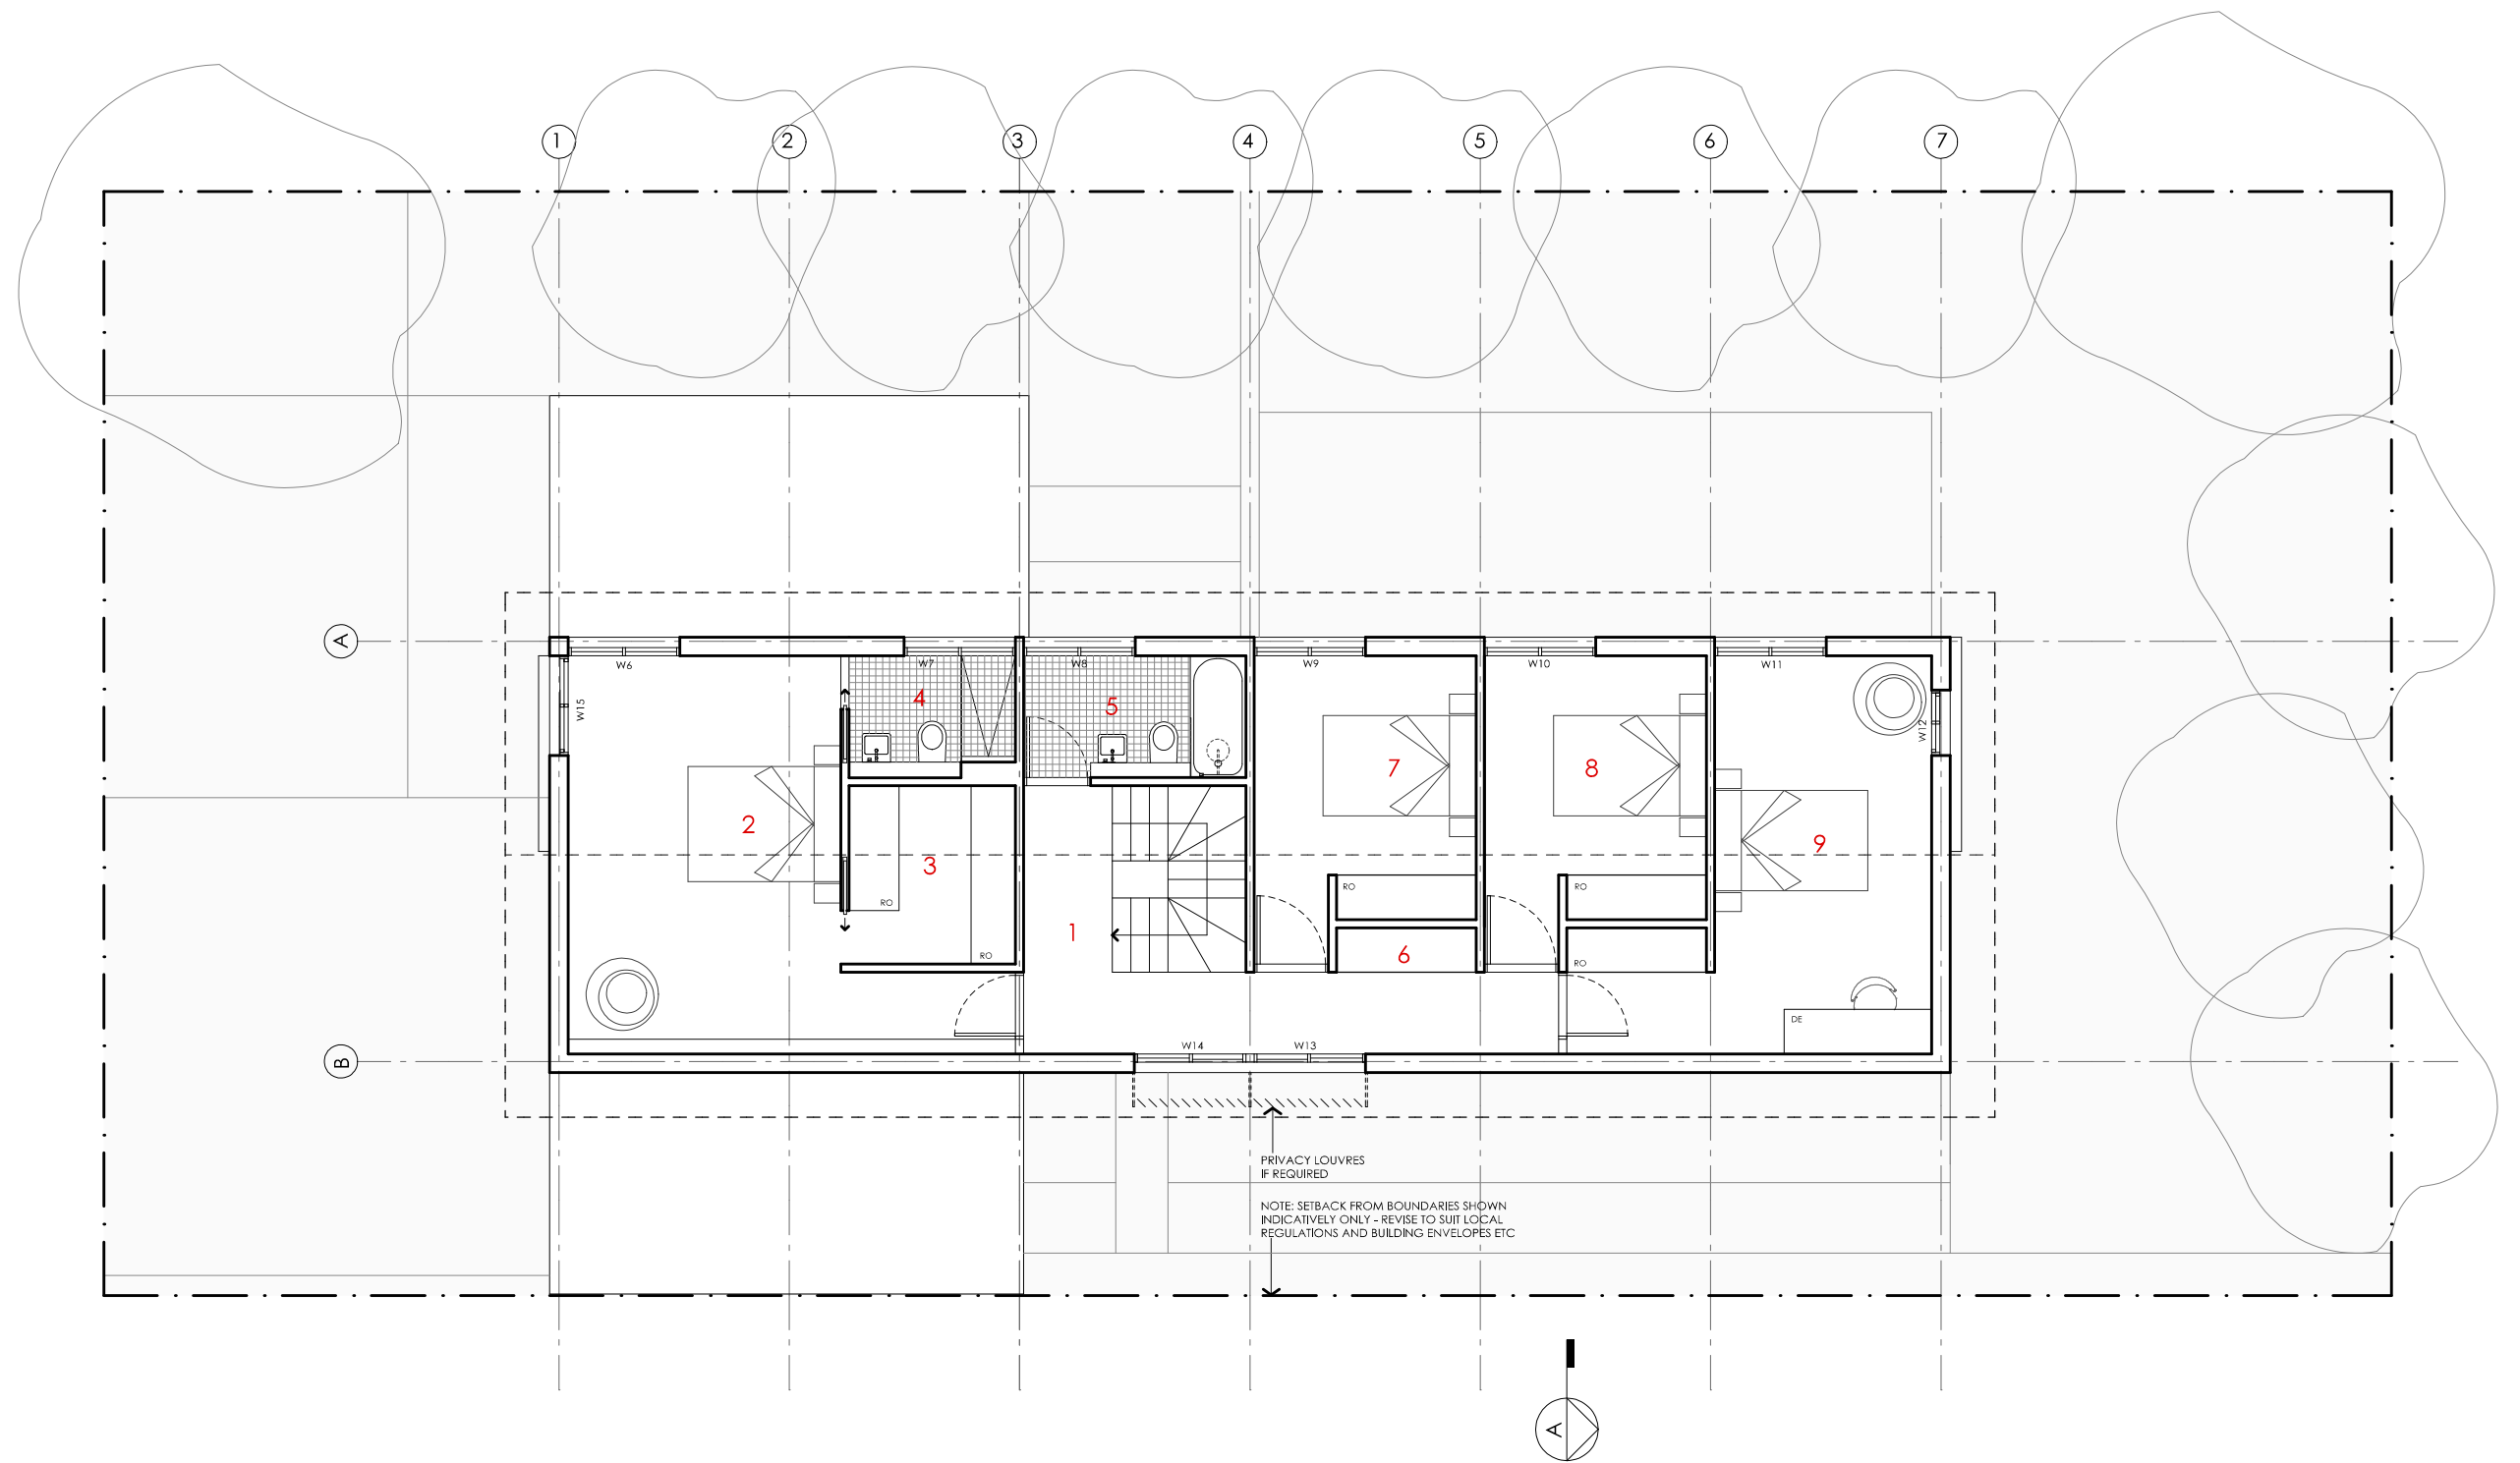 1 2 3 4 5 6 7
A
W6 W7 W8 W9 W10 W11
W15
W12
4
5
7
8
2
3
9
RO
RO
RO
1
6
RO
RO
DE
W14 W13
B
PRIVACY LOUVRES
IF REQUIRED
NOTE: SETBACK FROM BOUNDARIES SHOWN
INDICATIVELY ONLY - REVISE TO SUIT LOCAL
REGULATIONS AND BUILDING ENVELOPES ETC
A